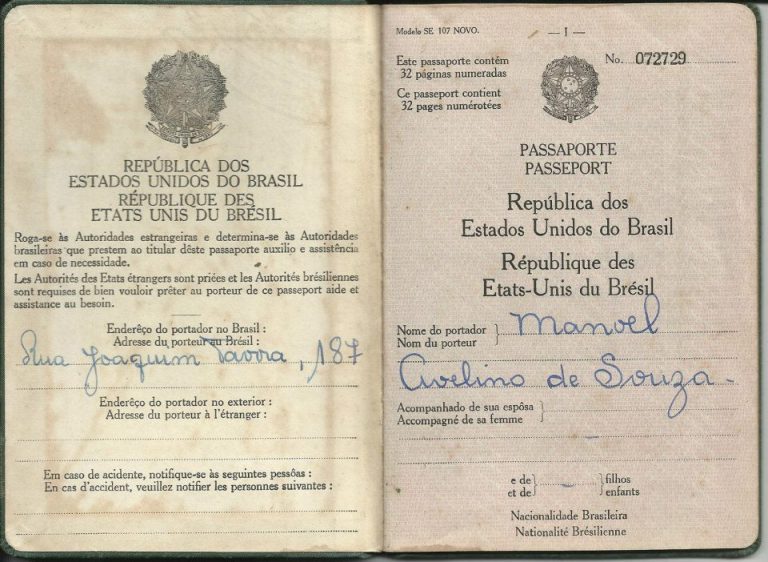 REPÚBLICA DOS
ESTADOS UNIDOS DO BRASIL
RÉPUBLIQUE DES
ETATS UNIS DU BRÉSIL
Roga-se às Autoridades estrangeiras e determina-se às Autoridades
brasileiras que prestem ao titular dêste passaporte auxilio e assistência
em caso de necessidade.
Les Autorités des Etats étrangers sont priées et les Autorités brésiliennes
sont requises de bien vouloir prêter au porteur de ce passeport aide et
assistance au besoin.
Enderêço do portador no Brasil :
Adresse du porteur au Brésil :
Rua Joaquim Tavora, 187
Enderêço do portador no exterior :
Adresse du porteur à l'étranger :
Em caso de acidente, notifique-se às seguintes pessôas :
En cas d'accident, veuillez notifier les personnes suivantes :
Modelo SE 107 NOVO.
— 1 —
Este passaporte contêm
32 páginas numeradas
No. 072729
Ce passeport contient
32 pages numérotées
PASSAPORTE
PASSEPORT
República dos
Estados Unidos do Brasil
République des
Etats-Unis du Brésil
Nome do portador
Nom du porteur
Manoel
Avelino de Souza -
Acompanhado de sua espôsa
Accompagné de sa femme
–
e de
et de
–
filhos
enfants
Nacionalidade Brasileira
Nationalité Brésilienne